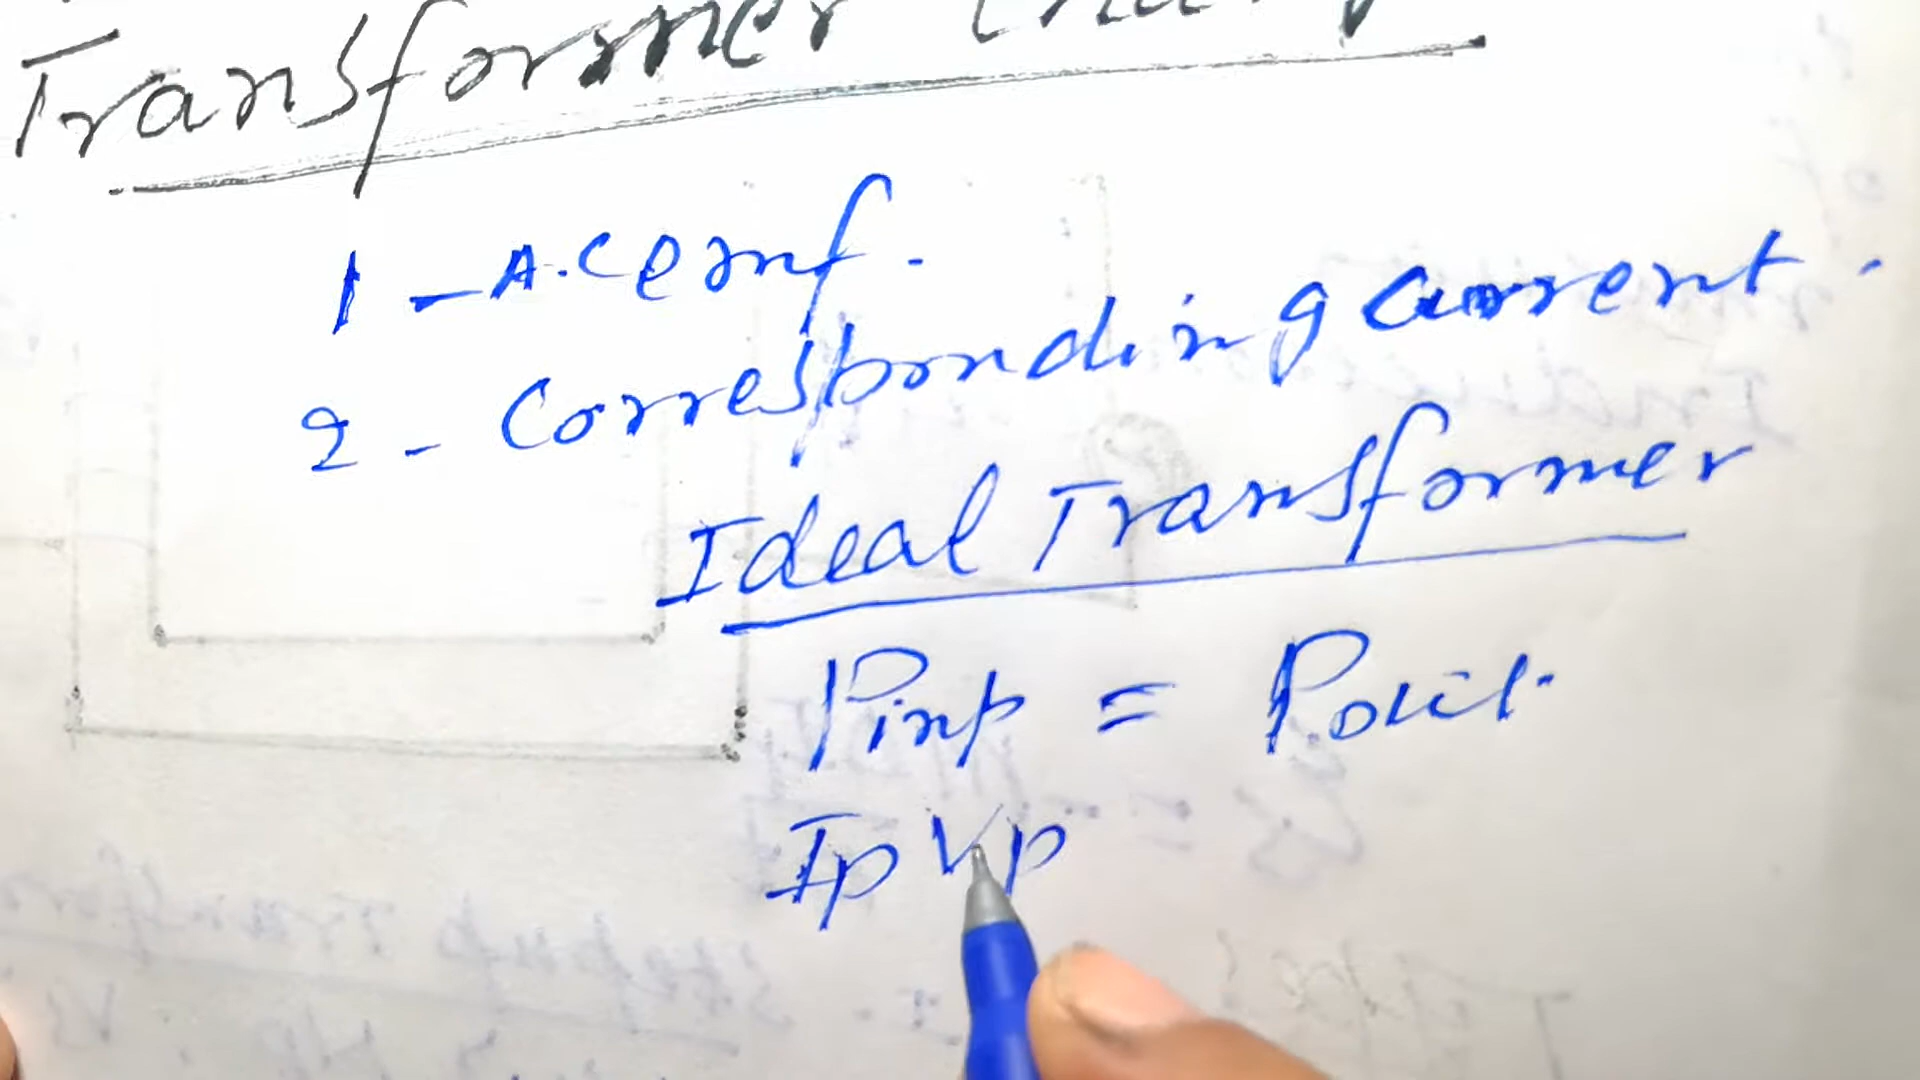 Transformer
1 - A.C emf.
2 - Corresponding current.
Ideal Transformer
Pinp = Pout.
Ip Vp